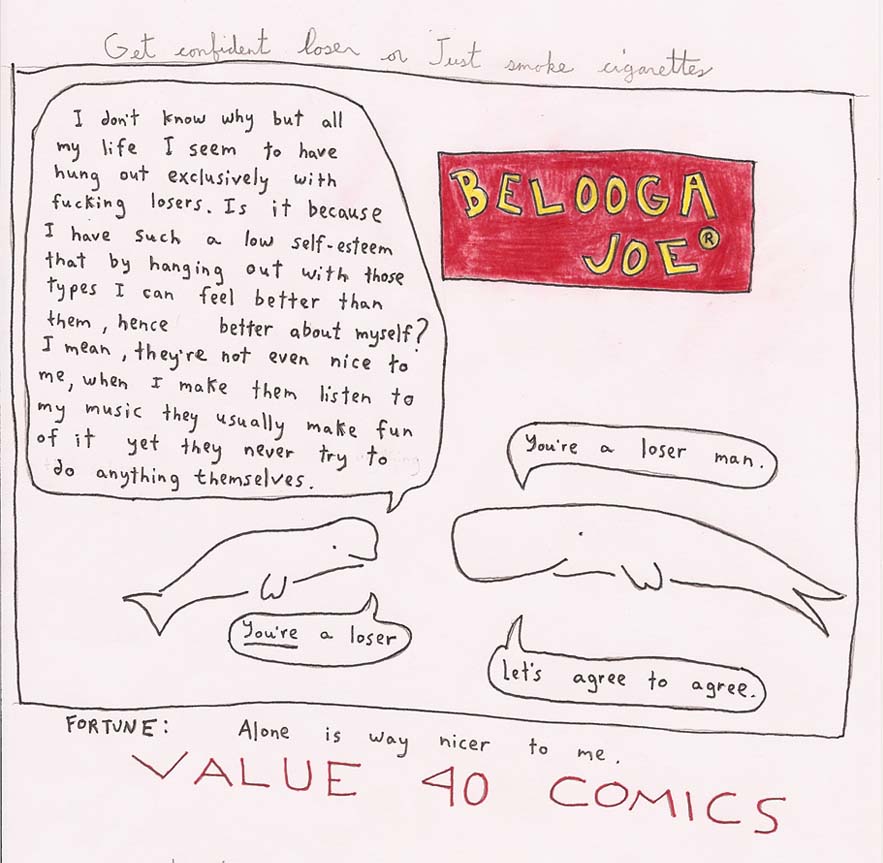 Get confident loser or Just smoke cigarettes
I don't know why but all
my life I seem to have
hung out exclusively with
fucking losers. Is it because
I have such a low self-esteem
that by hanging out with those
types I can feel better than
them, hence better about myself?
I mean, they're not even nice to
me, when I make them listen to
my music they usually make fun
of it yet they never try to
do anything themselves.
BELOOGA
JOE®
You're a loser man.
You're a loser
Let's agree to agree.
FORTUNE: Alone is way nicer to me.
VALUE 40 COMICS